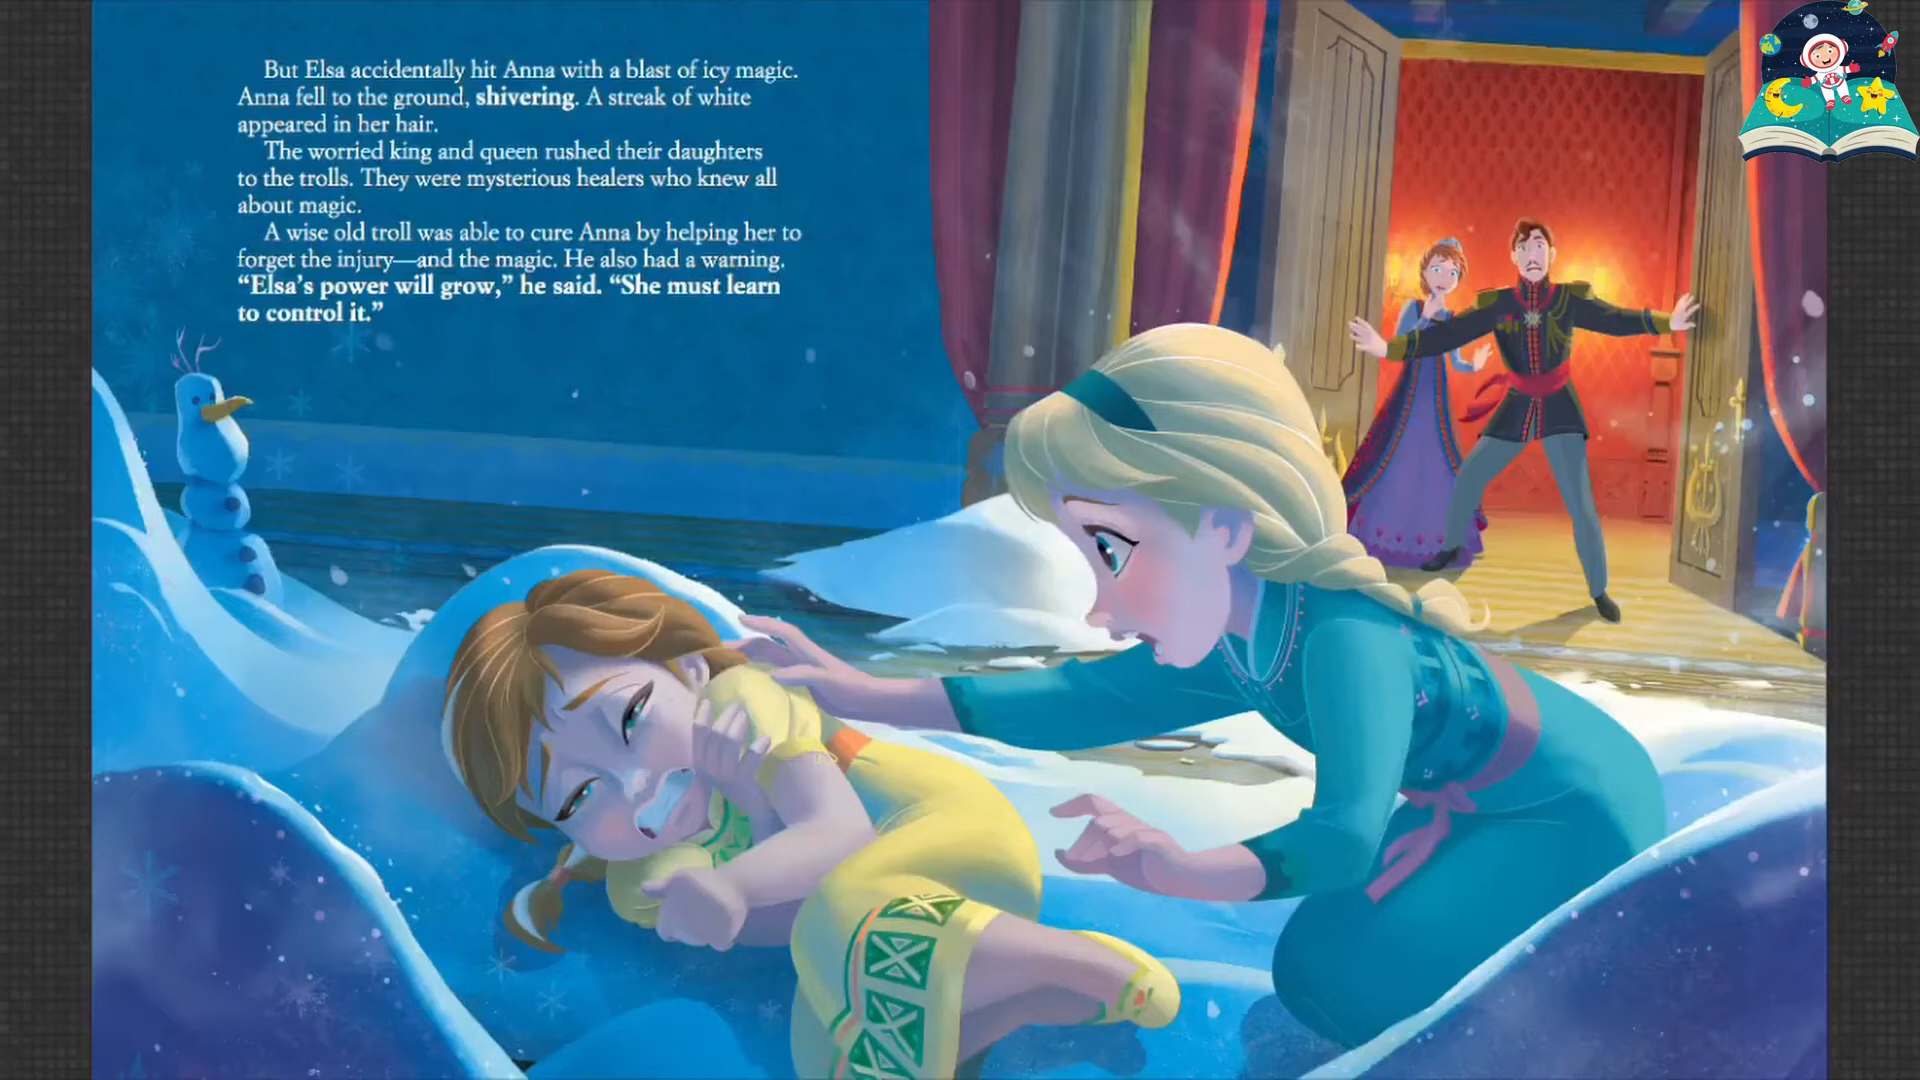 But Elsa accidentally hit Anna with a blast of icy magic.
Anna fell to the ground, shivering. A streak of white
appeared in her hair.
The worried king and queen rushed their daughters
to the trolls. They were mysterious healers who knew all
about magic.
A wise old troll was able to cure Anna by helping her to
forget the injury—and the magic. He also had a warning.
“Elsa’s power will grow,” he said. “She must learn
to control it.”